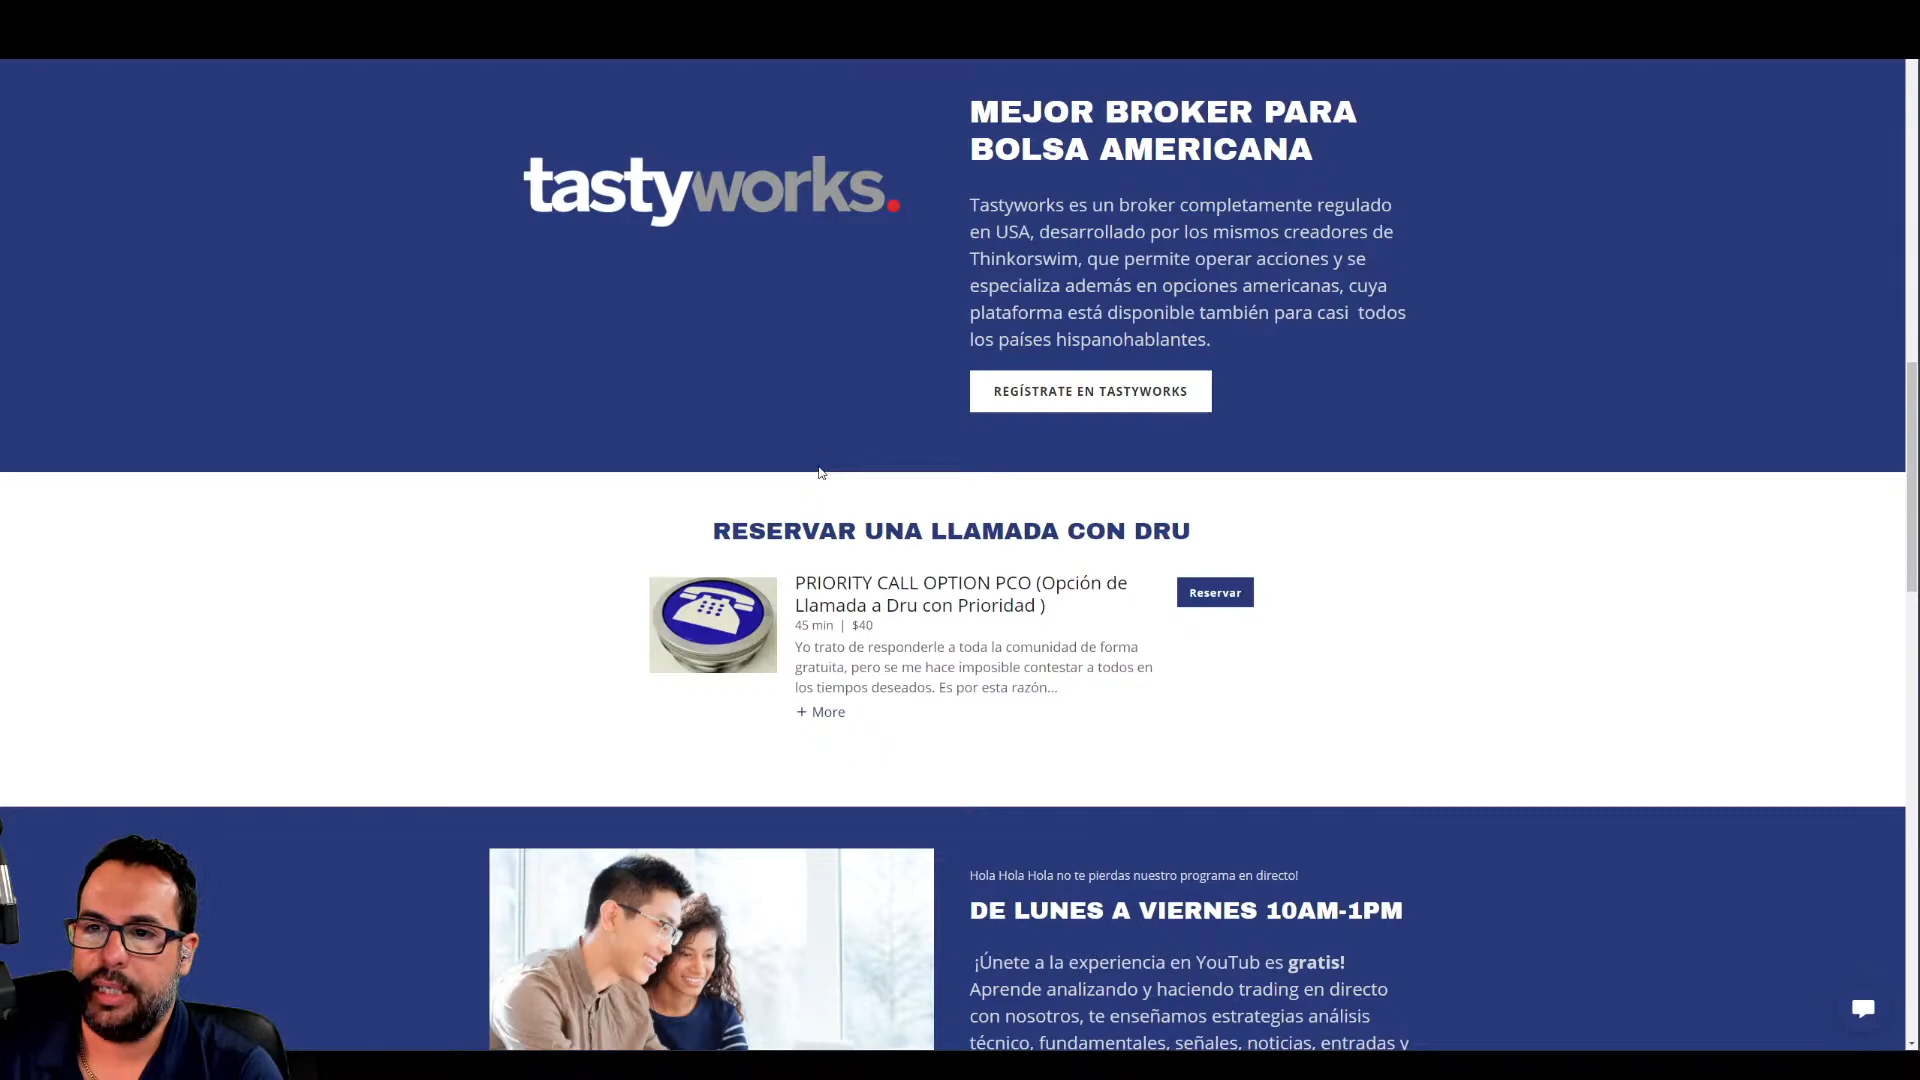 tastyworks.
MEJOR BROKER PARA
BOLSA AMERICANA
Tastyworks es un broker completamente regulado
en USA, desarrollado por los mismos creadores de
Thinkorswim, que permite operar acciones y se
especializa además en opciones americanas, cuya
plataforma está disponible también para casi todos
los países hispanohablantes.
REGÍSTRATE EN TASTYWORKS
RESERVAR UNA LLAMADA CON DRU
PRIORITY CALL OPTION PCO (Opción de
Llamada a Dru con Prioridad )
45 min | $40
Yo trato de responderle a toda la comunidad de forma
gratuita, pero se me hace imposible contestar a todos en
los tiempos deseados. Es por esta razón...
+ More
Reservar
Hola Hola Hola no te pierdas nuestro programa en directo!
DE LUNES A VIERNES 10AM-1PM
¡Únete a la experiencia en YouTub es gratis!
Aprende analizando y haciendo trading en directo
con nosotros, te enseñamos estrategias análisis
técnico, fundamentales, señales, noticias, entradas y